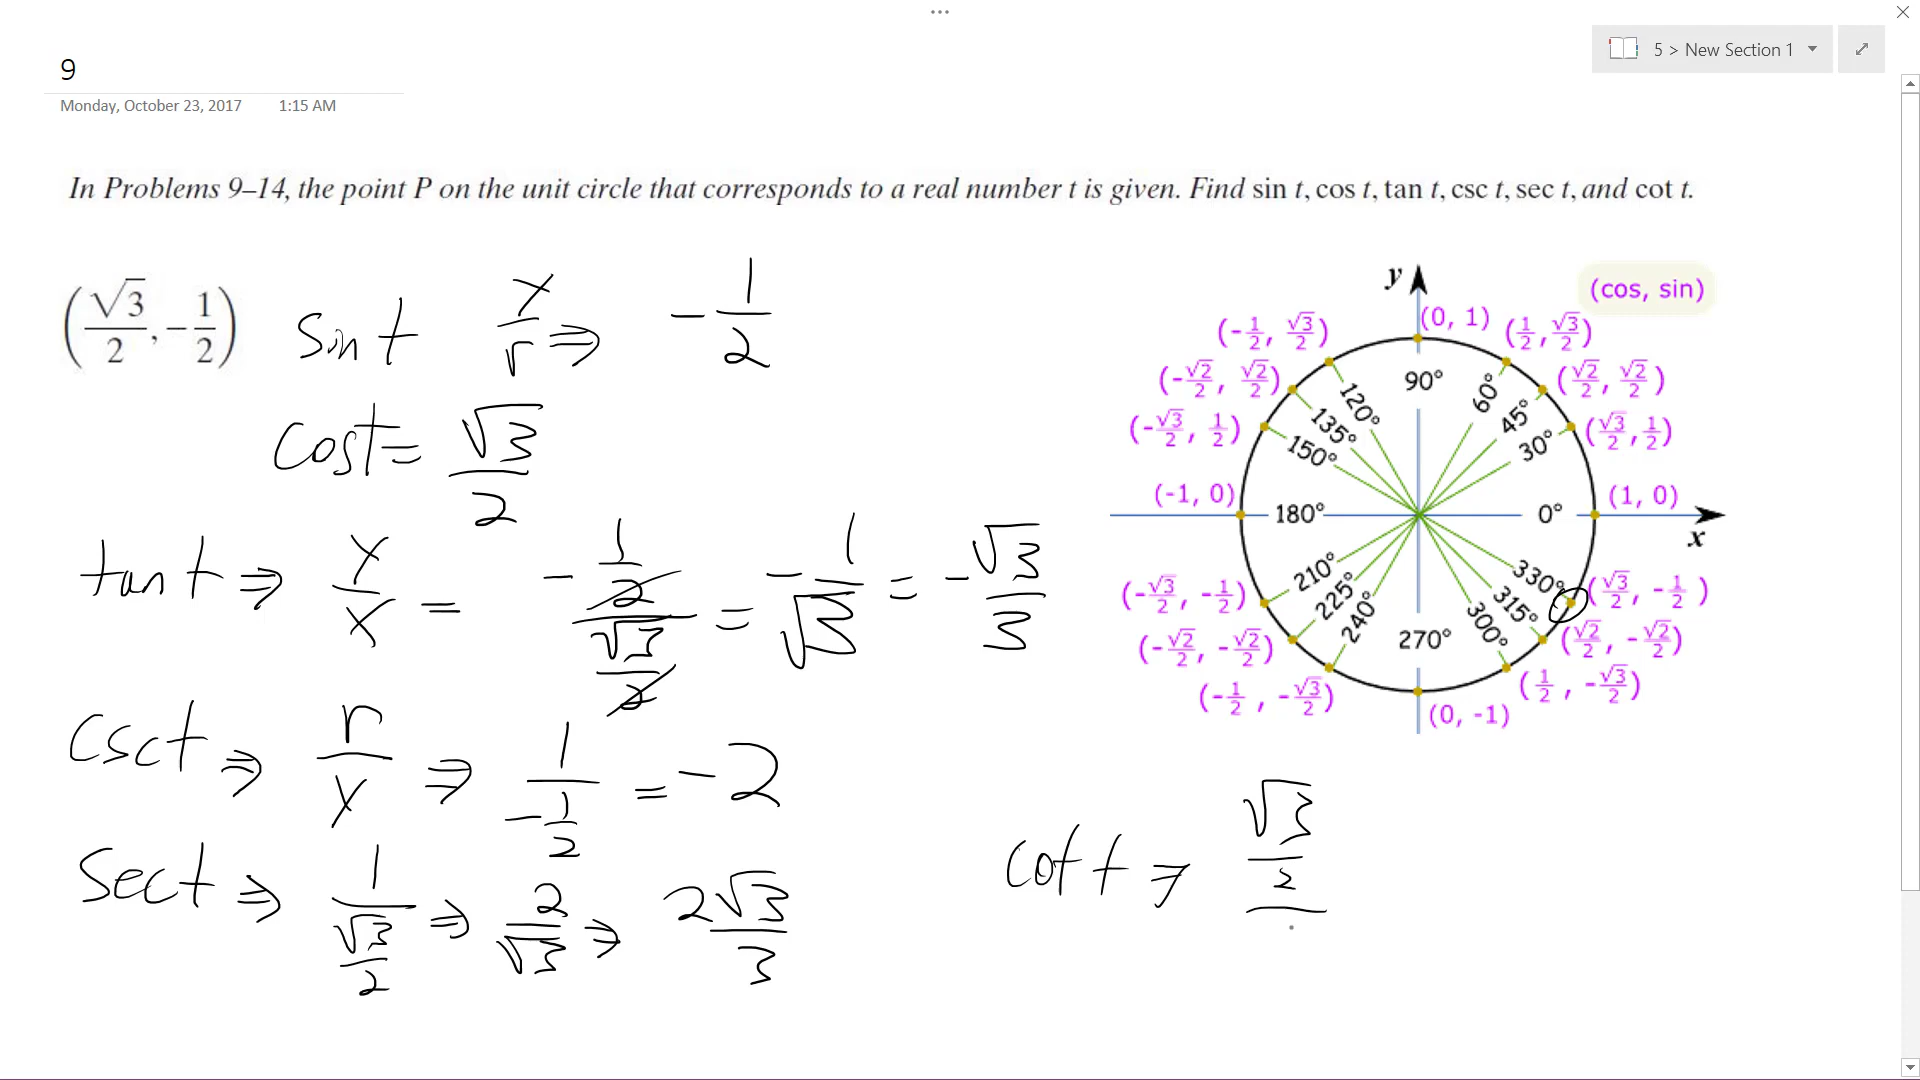 5 > New Section 1
9
Monday, October 23, 2017 1:15 AM
In Problems 9–14, the point P on the unit circle that corresponds to a real number t is given. Find sin t, cos t, tan t, csc t, sec t, and cot t.
(√3/2, -1/2)
sin t y/r ⇒ -1/2
cos t = √3/2
tan t ⇒ y/x = -(1/2)/(√3/2) = -1/√3 = -√3/3
csc t ⇒ r/y ⇒ 1/(-1/2) = -2
sec t ⇒ 1/(√3/2) ⇒ 2/√3 ⇒ 2√3/3
y
(cos, sin)
(0, 1)
(-1/2, √3/2) (1/2, √3/2)
(-√2/2, √2/2) 120° 90° 60° (√2/2, √2/2)
(-√3/2, 1/2) 135° 45° (√3/2, 1/2)
150° 30°
(-1, 0) (1, 0)
180° 0°
x
210° 330°
(-√3/2, -1/2) 225° 315° (√3/2, -1/2)
(-√2/2, -√2/2) 240° 270° 300° (√2/2, -√2/2)
(-1/2, -√3/2) (1/2, -√3/2)
(0, -1)
cot t ⇒ √3/2